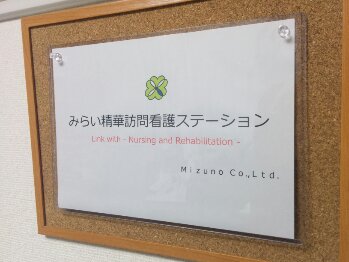 みらい精華訪問看護ステーション
Link with - Nursing and Rehabilitation -
Mizuno Co.,Ltd.